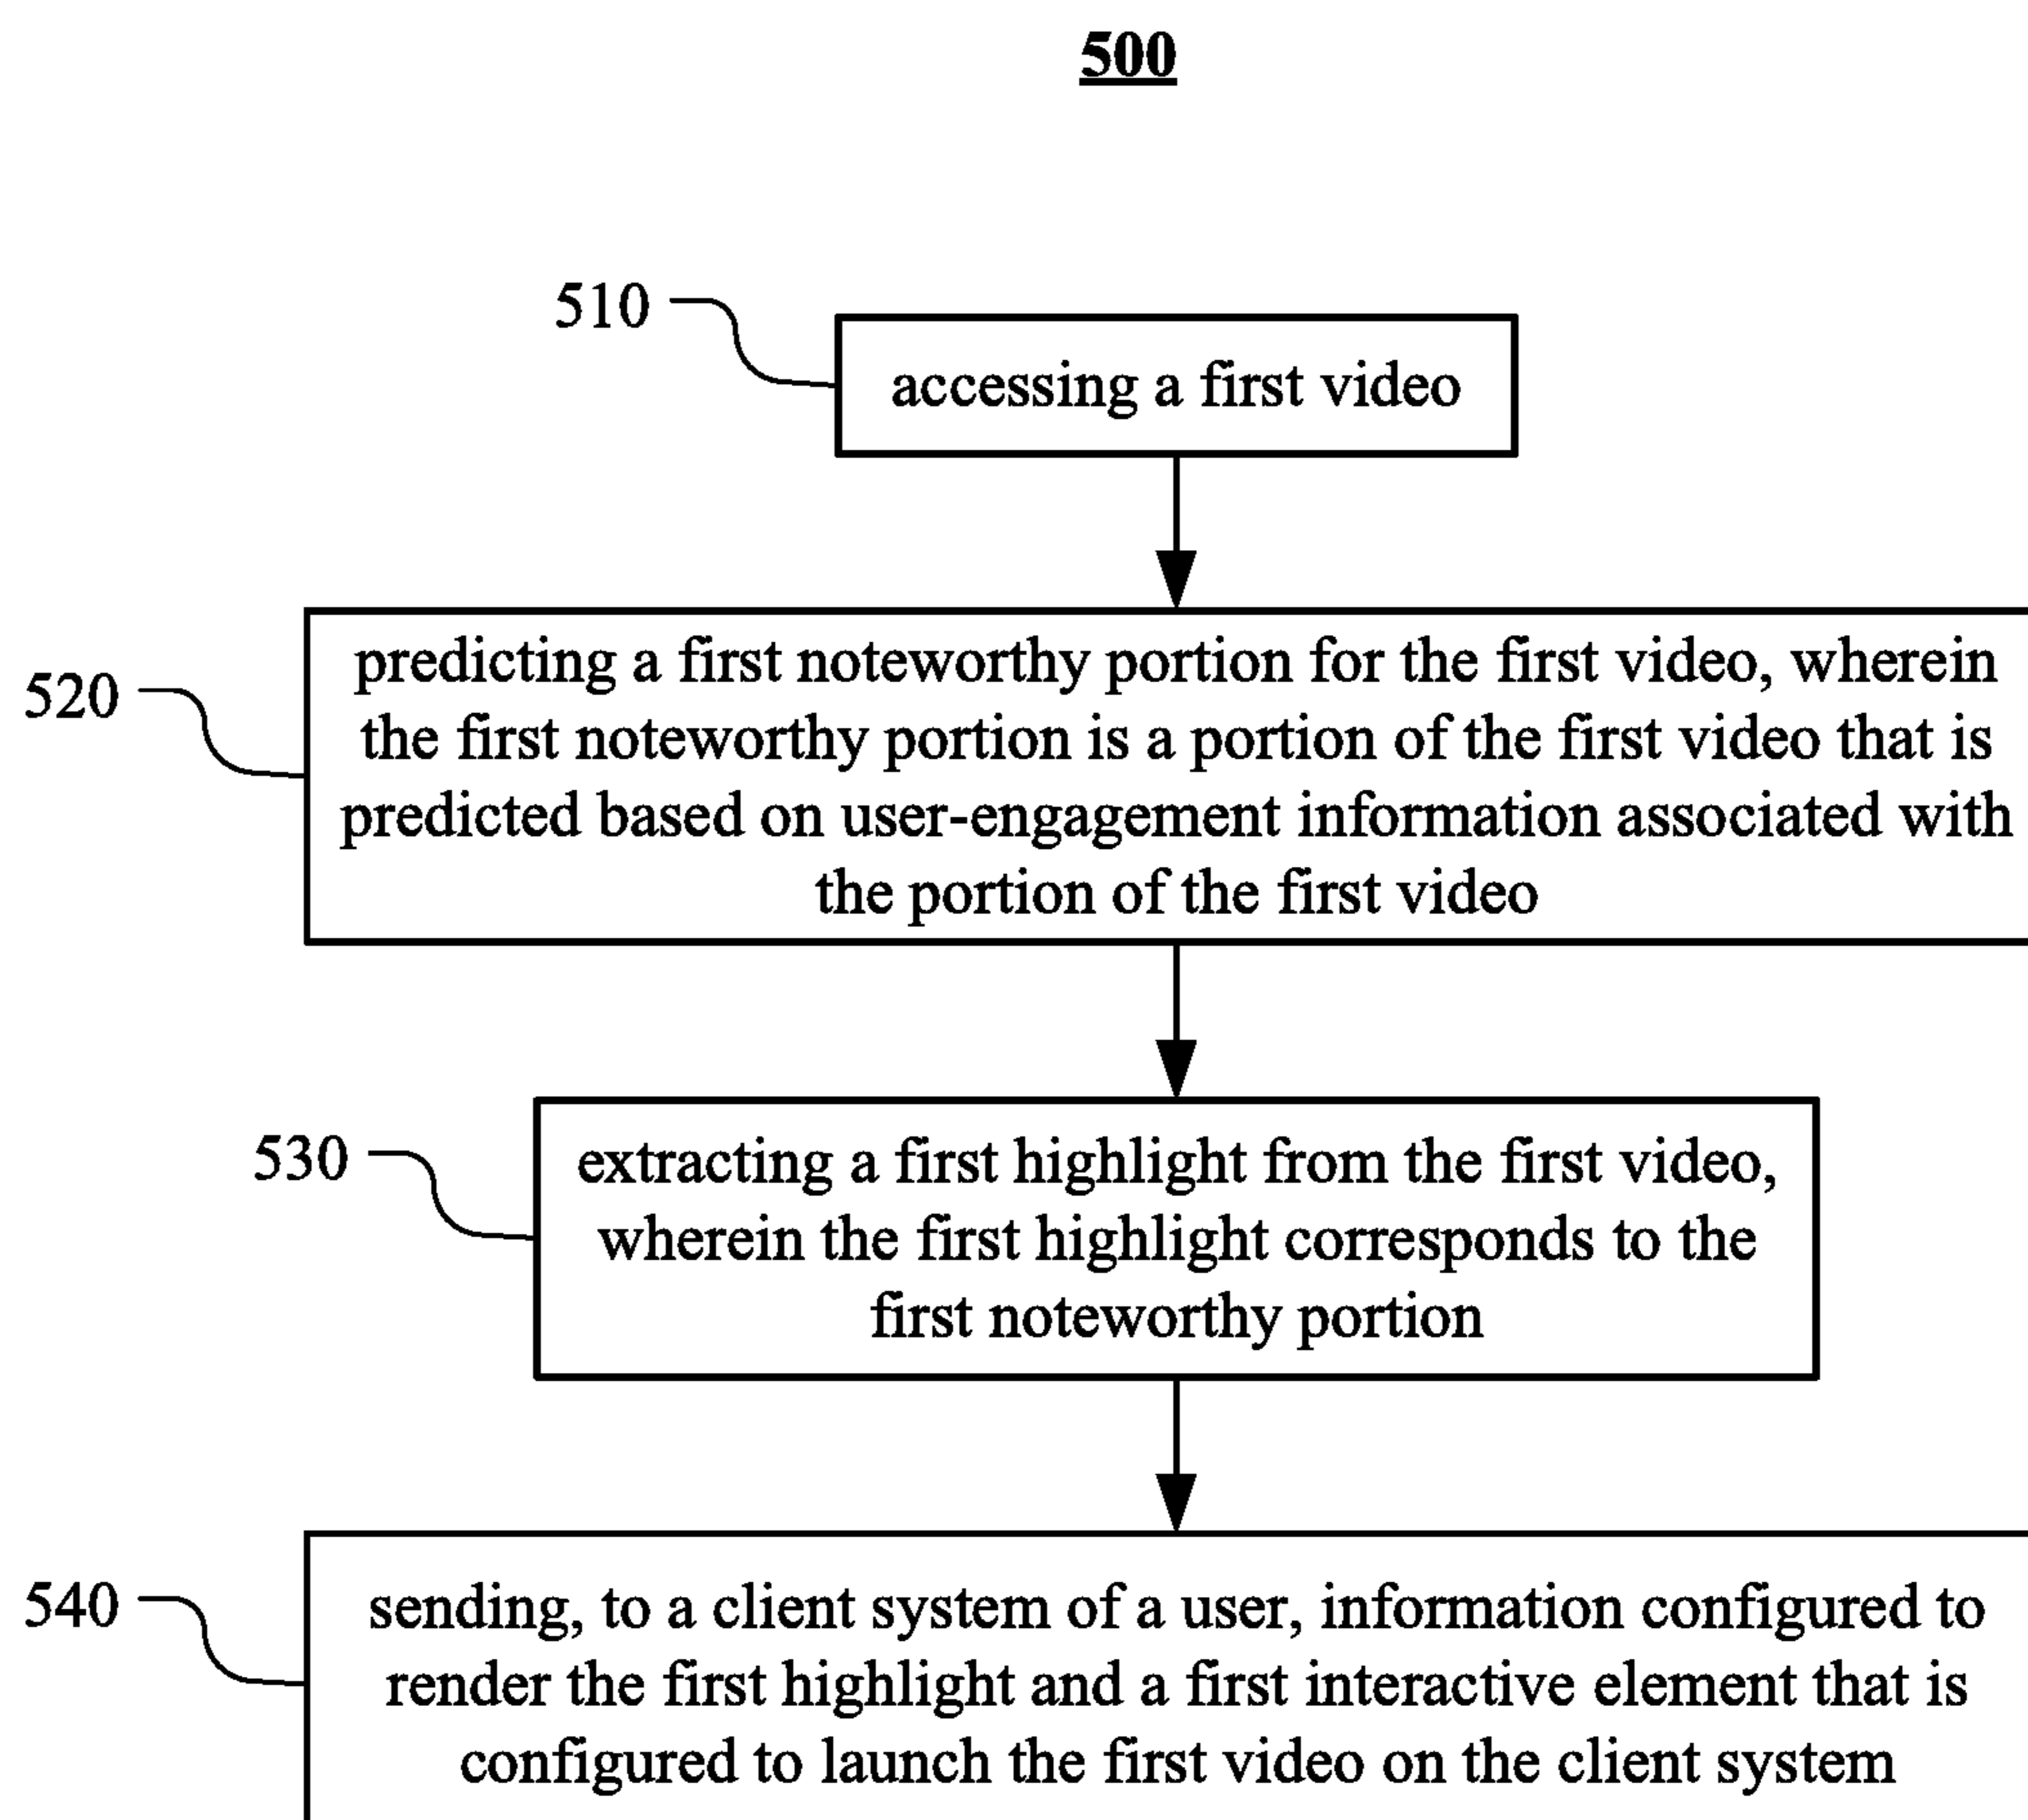 500
510
accessing a first video
520
predicting a first noteworthy portion for the first video, wherein
the first noteworthy portion is a portion of the first video that is
predicted based on user-engagement information associated with
the portion of the first video
530
extracting a first highlight from the first video,
wherein the first highlight corresponds to the
first noteworthy portion
540
sending, to a client system of a user, information configured to
render the first highlight and a first interactive element that is
configured to launch the first video on the client system